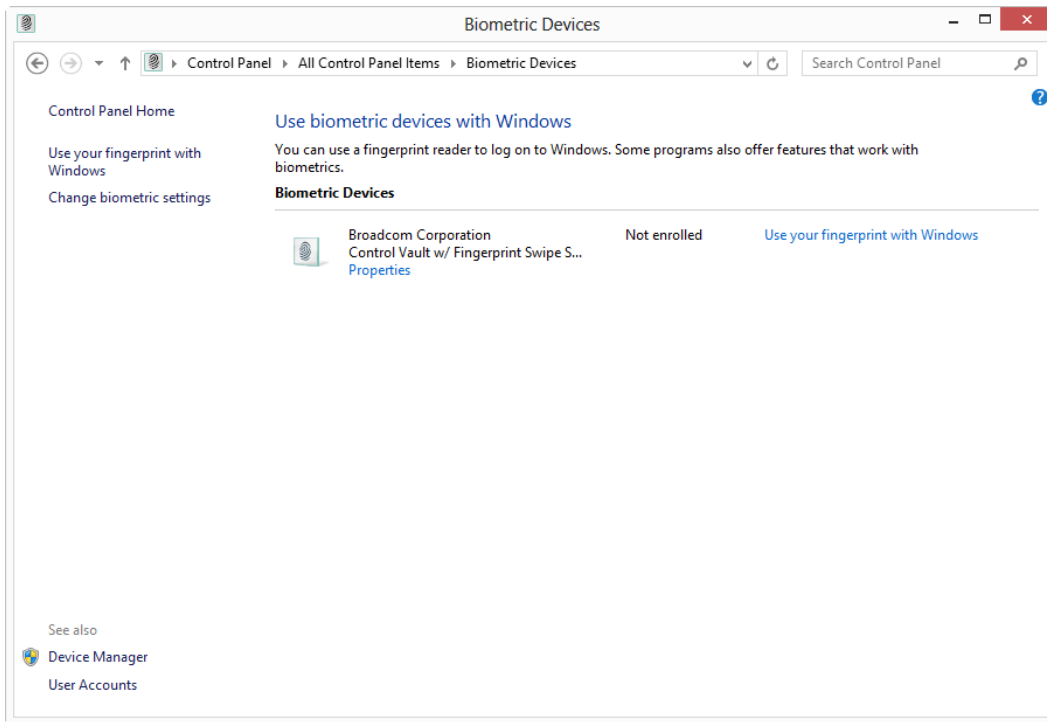 Biometric Devices
Control Panel All Control Panel Items Biometric Devices
Search Control Panel
Control Panel Home
Use your fingerprint with
Windows
Change biometric settings
Use biometric devices with Windows
You can use a fingerprint reader to log on to Windows. Some programs also offer features that work with
biometrics.
Biometric Devices
Broadcom Corporation
Control Vault w/ Fingerprint Swipe S...
Properties
Not enrolled
Use your fingerprint with Windows
See also
Device Manager
User Accounts